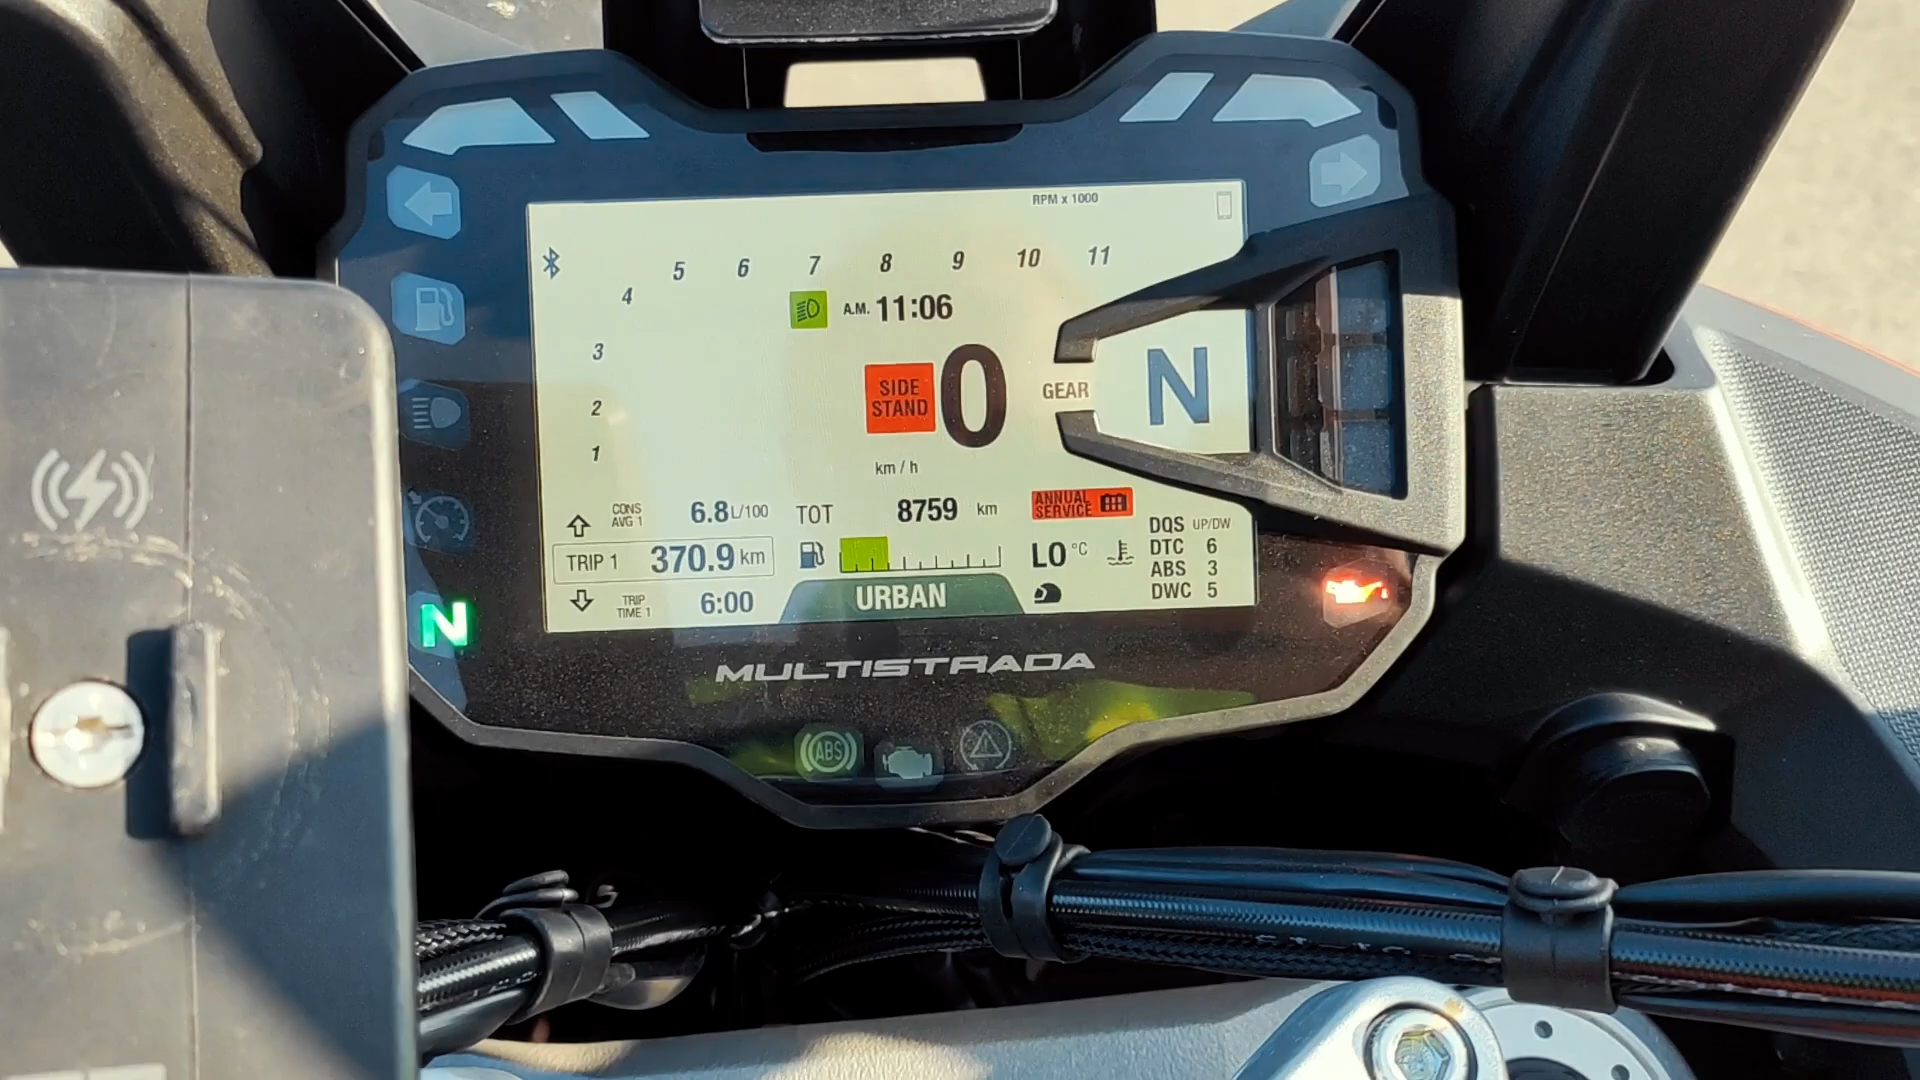 RPM x 1000
1 2 3 4 5 6 7 8 9 10 11
A.M. 11:06
SIDE
STAND
0
km / h
GEAR
N
CONS
AVG 1
6.8 L/100
TOT 8759 km
ANNUAL
SERVICE
TRIP 1 370.9 km
LO °C
TRIP
TIME 1
6:00
URBAN
DQS UP/DW
DTC 6
ABS 3
DWC 5
N
MULTISTRADA
ABS